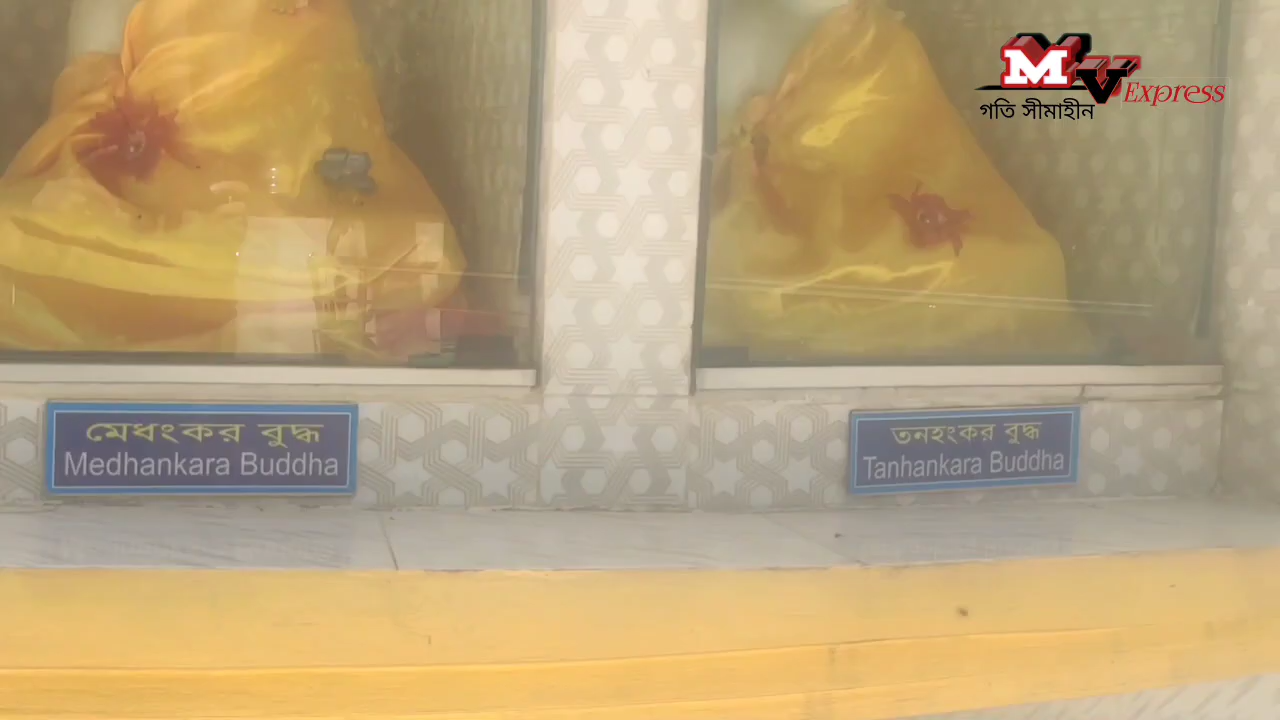 MV Express
গতি সীমাহীন
মেধংকর বুদ্ধ
Medhankara Buddha
তনহংকর বুদ্ধ
Tanhankara Buddha